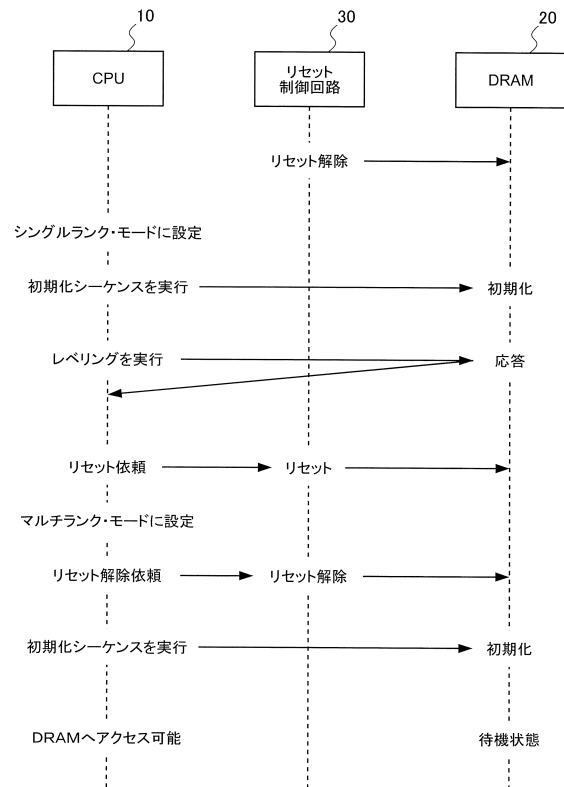 10
30
20
CPU
リセット
制御回路
DRAM
リセット解除
シングルランク・モードに設定
初期化シーケンスを実行
初期化
レベリングを実行
応答
リセット依頼
リセット
マルチランク・モードに設定
リセット解除依頼
リセット解除
初期化シーケンスを実行
初期化
DRAMへアクセス可能
待機状態